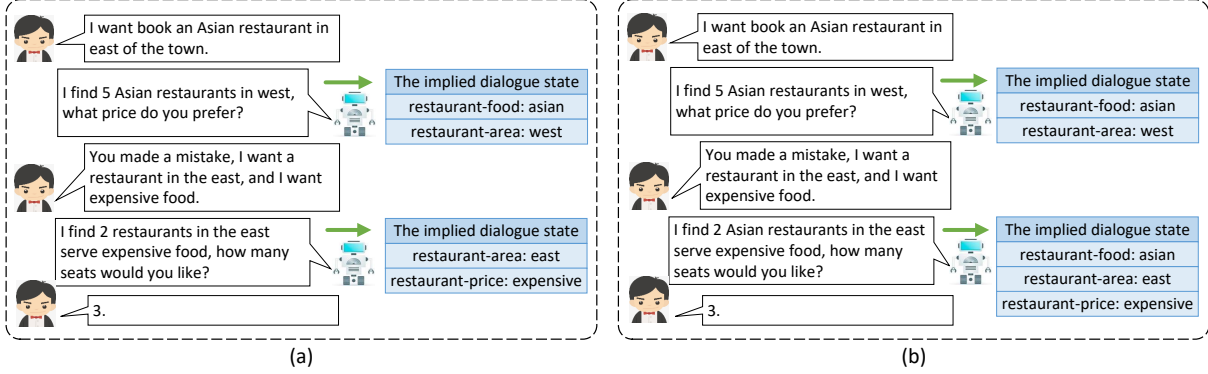 I want book an Asian restaurant in
east of the town.
I find 5 Asian restaurants in west,
what price do you prefer?
The implied dialogue state
restaurant-food: asian
restaurant-area: west
You made a mistake, I want a
restaurant in the east, and I want
expensive food.
I find 2 restaurants in the east
serve expensive food, how many
seats would you like?
The implied dialogue state
restaurant-area: east
restaurant-price: expensive
3.
(a)
I want book an Asian restaurant in
east of the town.
I find 5 Asian restaurants in west,
what price do you prefer?
The implied dialogue state
restaurant-food: asian
restaurant-area: west
You made a mistake, I want a
restaurant in the east, and I want
expensive food.
I find 2 Asian restaurants in the east
serve expensive food, how many
seats would you like?
The implied dialogue state
restaurant-food: asian
restaurant-area: east
restaurant-price: expensive
3.
(b)